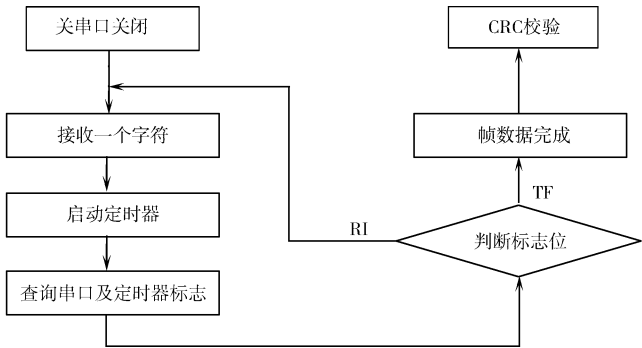 关串口关闭
接收一个字符
启动定时器
查询串口及定时器标志
CRC校验
帧数据完成
TF
RI
判断标志位